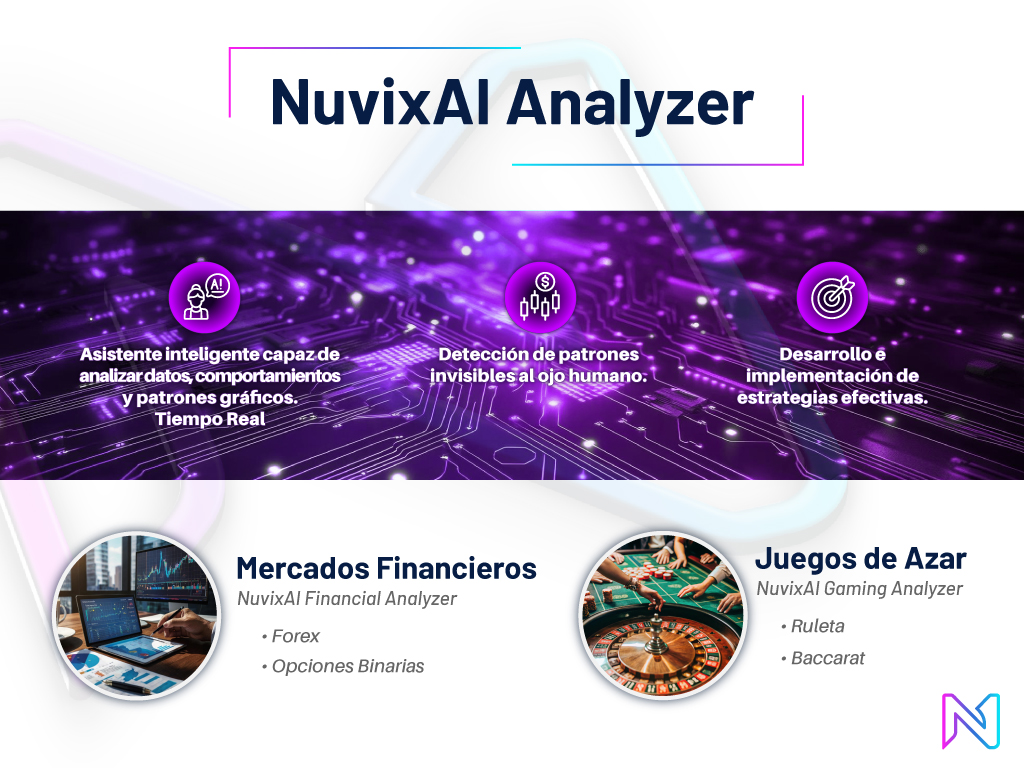 NuvixAI Analyzer
A!
$
Asistente inteligente capaz de
analizar datos, comportamientos
y patrones gráficos.
Tiempo Real
Detección de patrones
invisibles al ojo humano.
Desarrollo e
implementación de
estrategias efectivas.
Mercados Financieros
NuvixAI Financial Analyzer
• Forex
• Opciones Binarias
Juegos de Azar
NuvixAI Gaming Analyzer
• Ruleta
• Baccarat